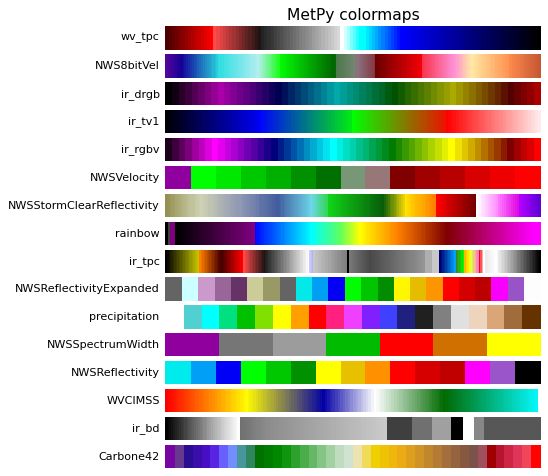 MetPy colormaps
wv_tpc
NWS8bitVel
ir_drgb
ir_tv1
ir_rgbv
NWSVelocity
NWSStormClearReflectivity
rainbow
ir_tpc
NWSReflectivityExpanded
precipitation
NWSSpectrumWidth
NWSReflectivity
WVCIMSS
ir_bd
Carbone42